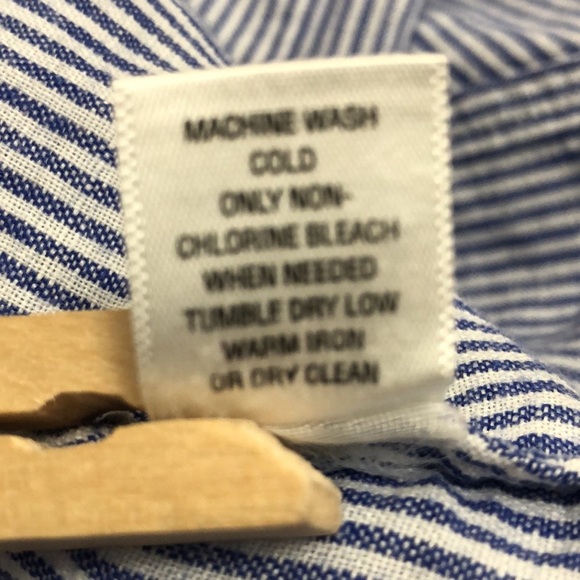 MACHINE WASH
COLD
ONLY NON-
CHLORINE BLEACH
WHEN NEEDED
TUMBLE DRY LOW
WARM IRON
OR DRY CLEAN